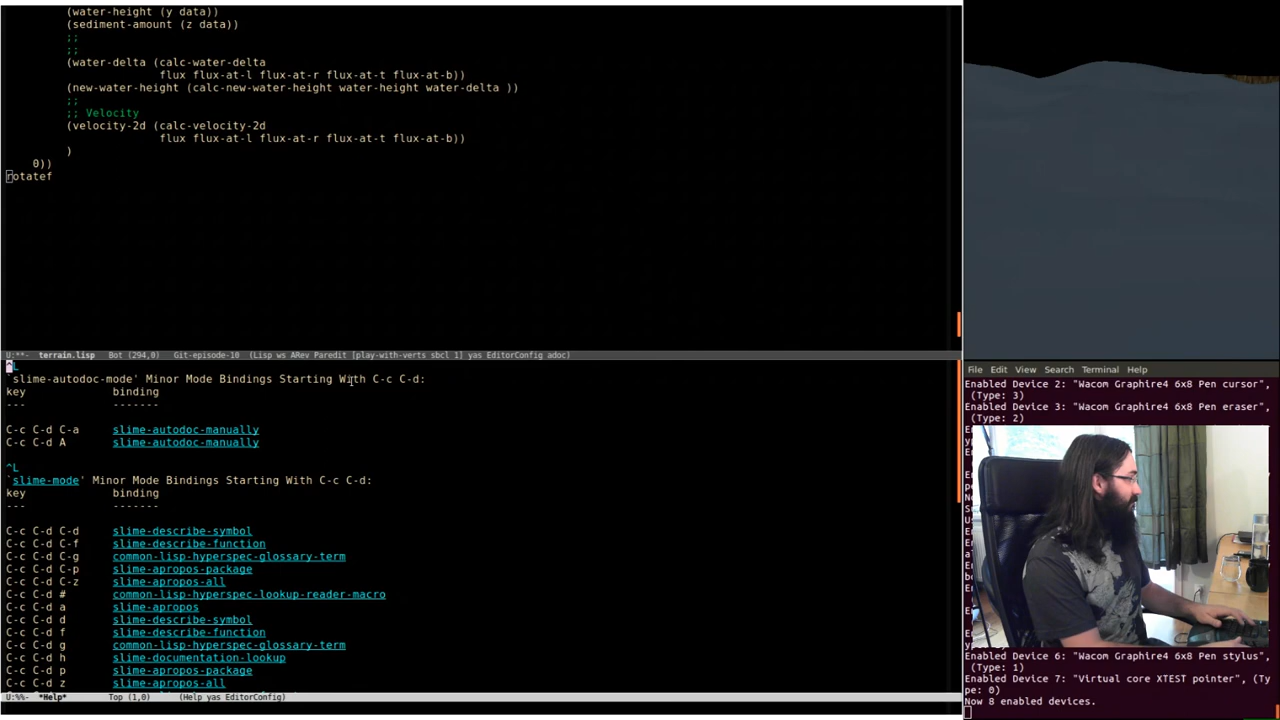 (water-height (y data))
(sediment-amount (z data))
;;
;;
(water-delta (calc-water-delta
flux flux-at-l flux-at-r flux-at-t flux-at-b))
(new-water-height (calc-new-water-height water-height water-delta ))
;;
;; Velocity
(velocity-2d (calc-velocity-2d
flux flux-at-l flux-at-r flux-at-t flux-at-b))
)
0))
rotatef
U:**- terrain.lisp Bot (294,0) Git-episode-10 (Lisp ws ARev Paredit [play-with-verts sbcl 1] yas EditorConfig adoc)
^L
`slime-autodoc-mode' Minor Mode Bindings Starting With C-c C-d:
key binding
--- -------
C-c C-d C-a slime-autodoc-manually
C-c C-d A slime-autodoc-manually
^L
`slime-mode' Minor Mode Bindings Starting With C-c C-d:
key binding
--- -------
C-c C-d C-d slime-describe-symbol
C-c C-d C-f slime-describe-function
C-c C-d C-g common-lisp-hyperspec-glossary-term
C-c C-d C-p slime-apropos-package
C-c C-d C-z slime-apropos-all
C-c C-d # common-lisp-hyperspec-lookup-reader-macro
C-c C-d a slime-apropos
C-c C-d d slime-describe-symbol
C-c C-d f slime-describe-function
C-c C-d g common-lisp-hyperspec-glossary-term
C-c C-d h slime-documentation-lookup
C-c C-d p slime-apropos-package
C-c C-d z slime-apropos-all
U:%%- *Help* Top (1,0) (Help yas EditorConfig)
File Edit View Search Terminal Help
Enabled Device 2: "Wacom Graphire4 6x8 Pen cursor",
(Type: 3)
Enabled Device 3: "Wacom Graphire4 6x8 Pen eraser",
(Type: 2)
Enabled Device 6: "Wacom Graphire4 6x8 Pen stylus",
(Type: 1)
Enabled Device 7: "Virtual core XTEST pointer", (Ty
pe: 0)
Now 8 enabled devices.